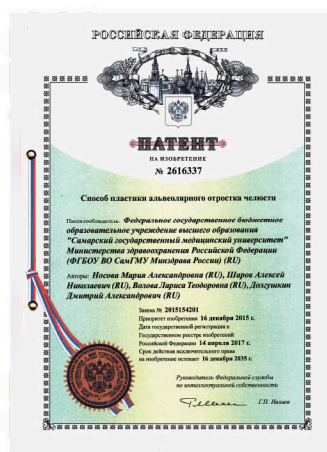 РОССИЙСКАЯ ФЕДЕРАЦИЯ
ПАТЕНТ
НА ИЗОБРЕТЕНИЕ
№ 2616337
Способ пластики альвеолярного отростка челюсти
Патентообладатель: Федеральное государственное бюджетное
образовательное учреждение высшего образования
"Самарский государственный медицинский университет"
Министерства здравоохранения Российской Федерации
(ФГБОУ ВО СамГМУ Минздрава России) (RU)
Авторы: Носова Мария Александровна (RU), Шаров Алексей
Николаевич (RU), Волова Лариса Теодоровна (RU), Долгушкин
Дмитрий Александрович (RU)
Заявка № 2015154201
Приоритет изобретения 16 декабря 2015 г.
Дата государственной регистрации в
Государственном реестре изобретений
Российской Федерации 14 апреля 2017 г.
Срок действия исключительного права
на изобретение истекает 16 декабря 2035 г.
Руководитель Федеральной службы
по интеллектуальной собственности
Г.П. Ивлиев